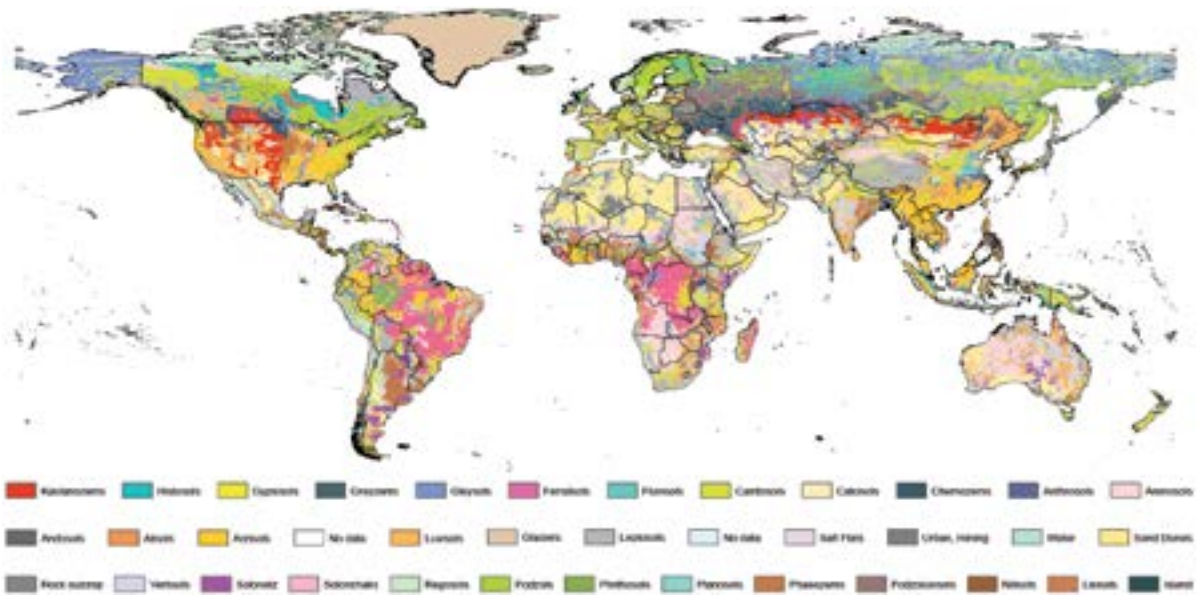 Kastanozems Histosols Gypsisols Greyzems Gleysols Ferralsols Fluvisols Cambisols Calcisols Chernozems Anthrosols Arenosols
Andosols Alisols Acrisols No data Luvisols Glaciers Leptosols No data Salt Flats Urban, mining Water Sand Dunes
Rock outcrop Vertisols Solonetz Solonchaks Regosols Podzols Plinthosols Planosols Phaeozems Nitisols Lixisols Island